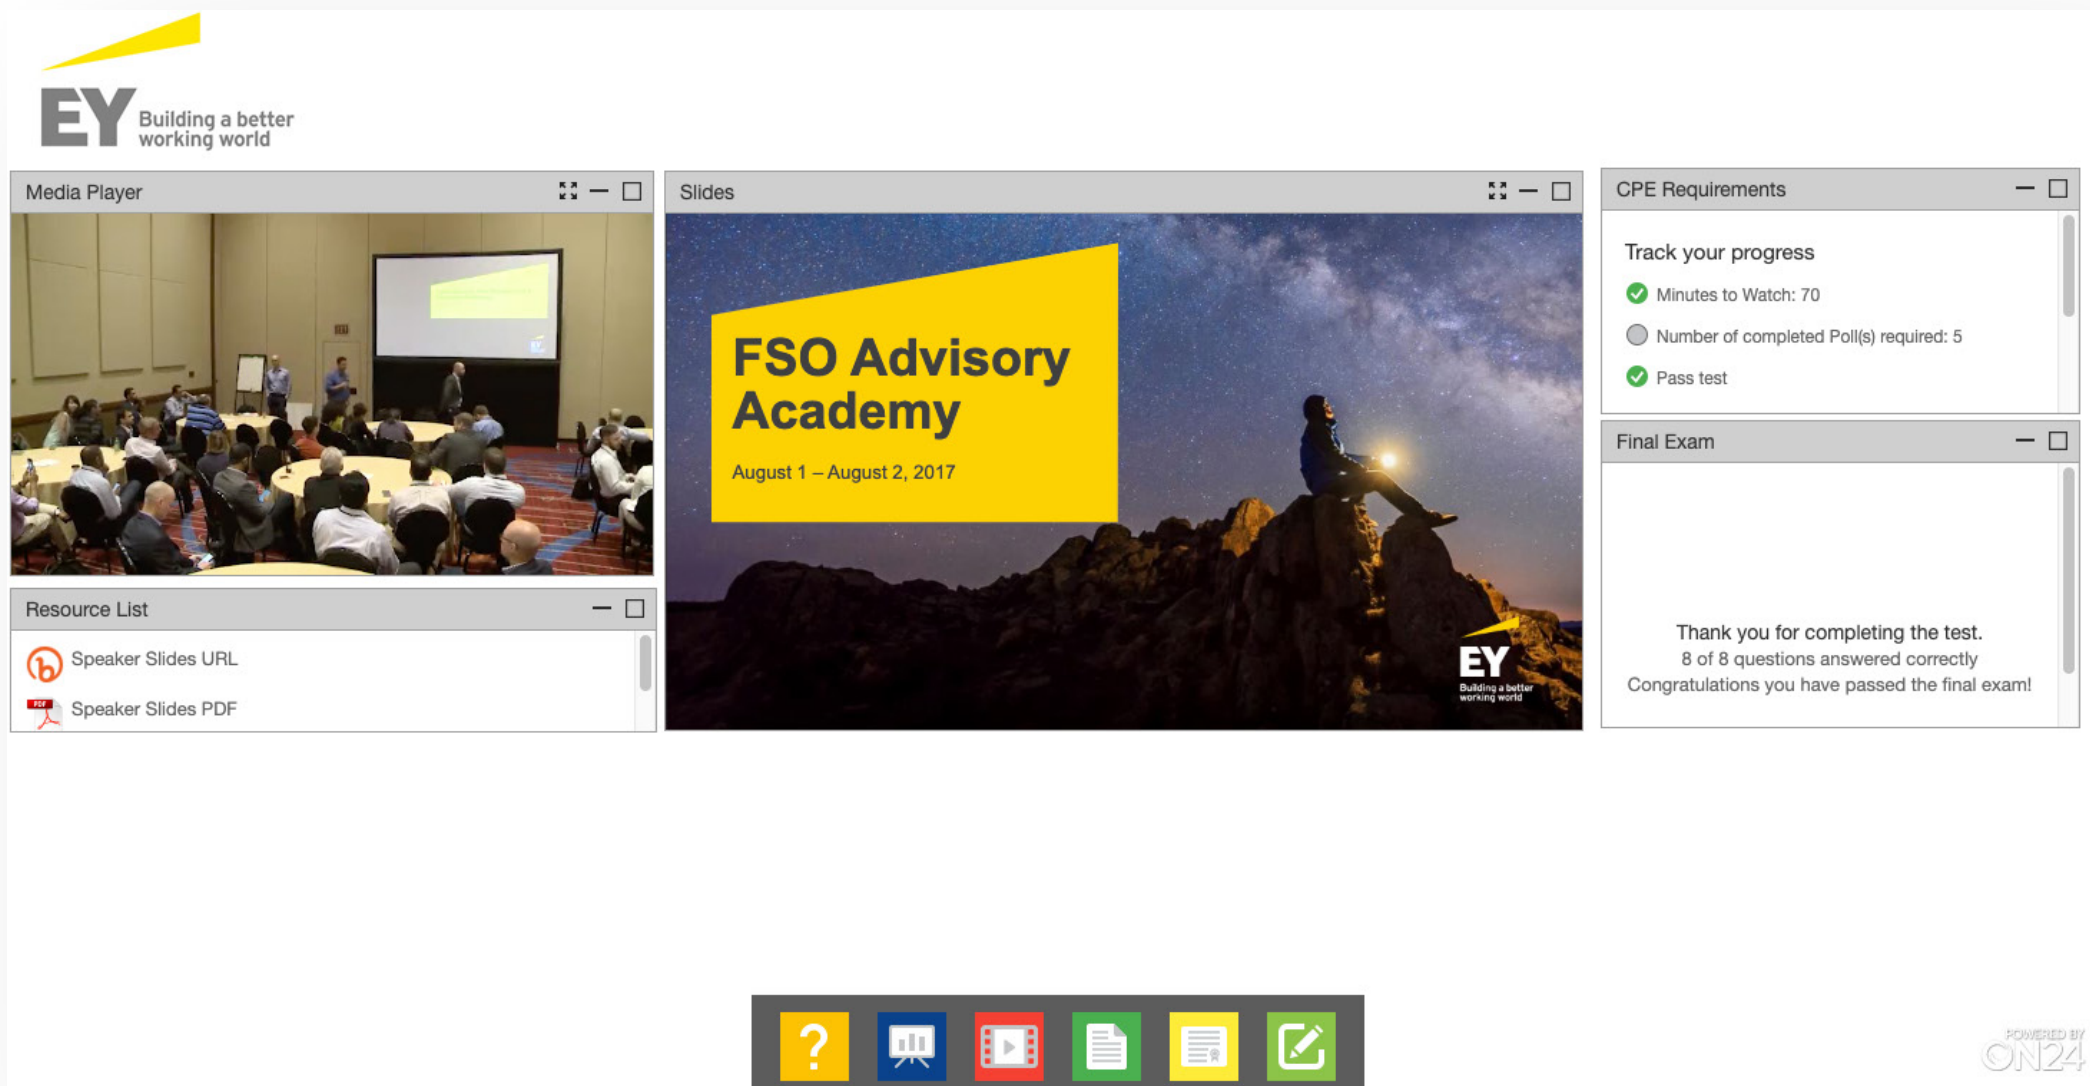 EY
Building a better
working world
Media Player
Slides
FSO Advisory
Academy
August 1 – August 2, 2017
EY
Building a better
working world
CPE Requirements
Track your progress
Minutes to Watch: 70
Number of completed Poll(s) required: 5
Pass test
Final Exam
Thank you for completing the test.
8 of 8 questions answered correctly
Congratulations you have passed the final exam!
Resource List
Speaker Slides URL
PDF
Speaker Slides PDF
?
POWERED BY
ON24